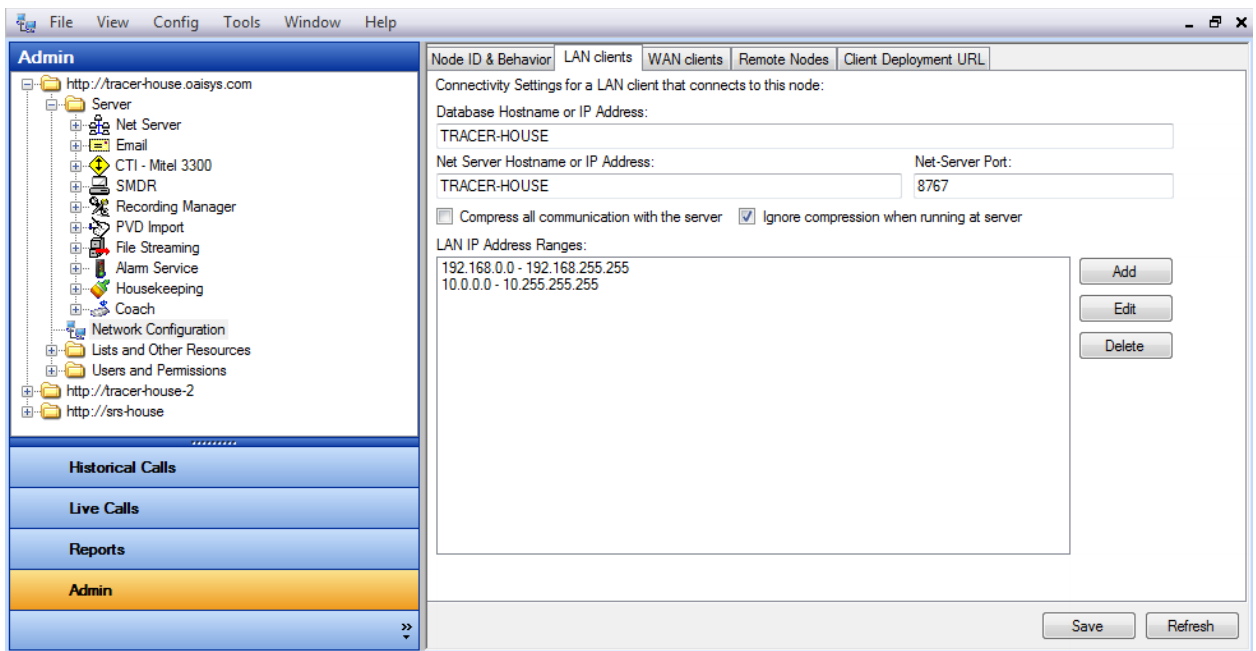 File View Config Tools Window Help
Admin
http://tracer-house.oaisys.com
Server
Net Server
Email
CTI - Mitel 3300
SMDR
Recording Manager
PVD Import
File Streaming
Alarm Service
Housekeeping
Coach
Network Configuration
Lists and Other Resources
Users and Permissions
http://tracer-house-2
http://srs-house
Historical Calls
Live Calls
Reports
Admin
Node ID & Behavior LAN clients WAN clients Remote Nodes Client Deployment URL
Connectivity Settings for a LAN client that connects to this node:
Database Hostname or IP Address:
TRACER-HOUSE
Net Server Hostname or IP Address: Net-Server Port:
TRACER-HOUSE 8767
Compress all communication with the server Ignore compression when running at server
LAN IP Address Ranges:
192.168.0.0 - 192.168.255.255
10.0.0.0 - 10.255.255.255
Add
Edit
Delete
Save Refresh